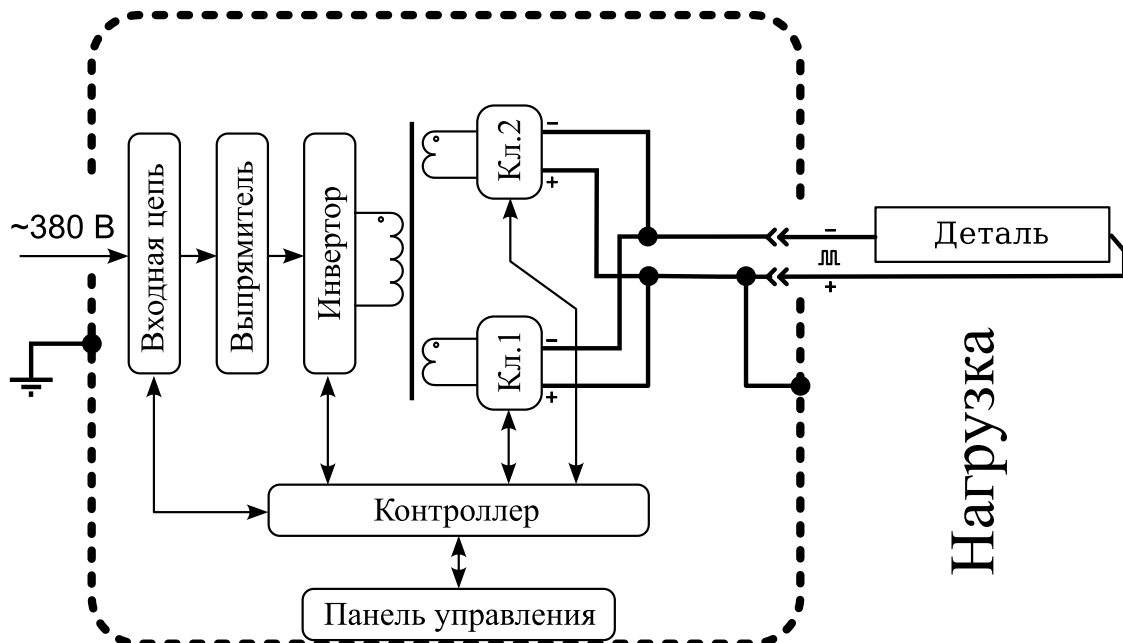 ~380 В
Входная цепь
Выпрямитель
Инвертор
Кл.2
-
+
Кл.1
-
+
-
+
Деталь
Нагрузка
Контроллер
Панель управления